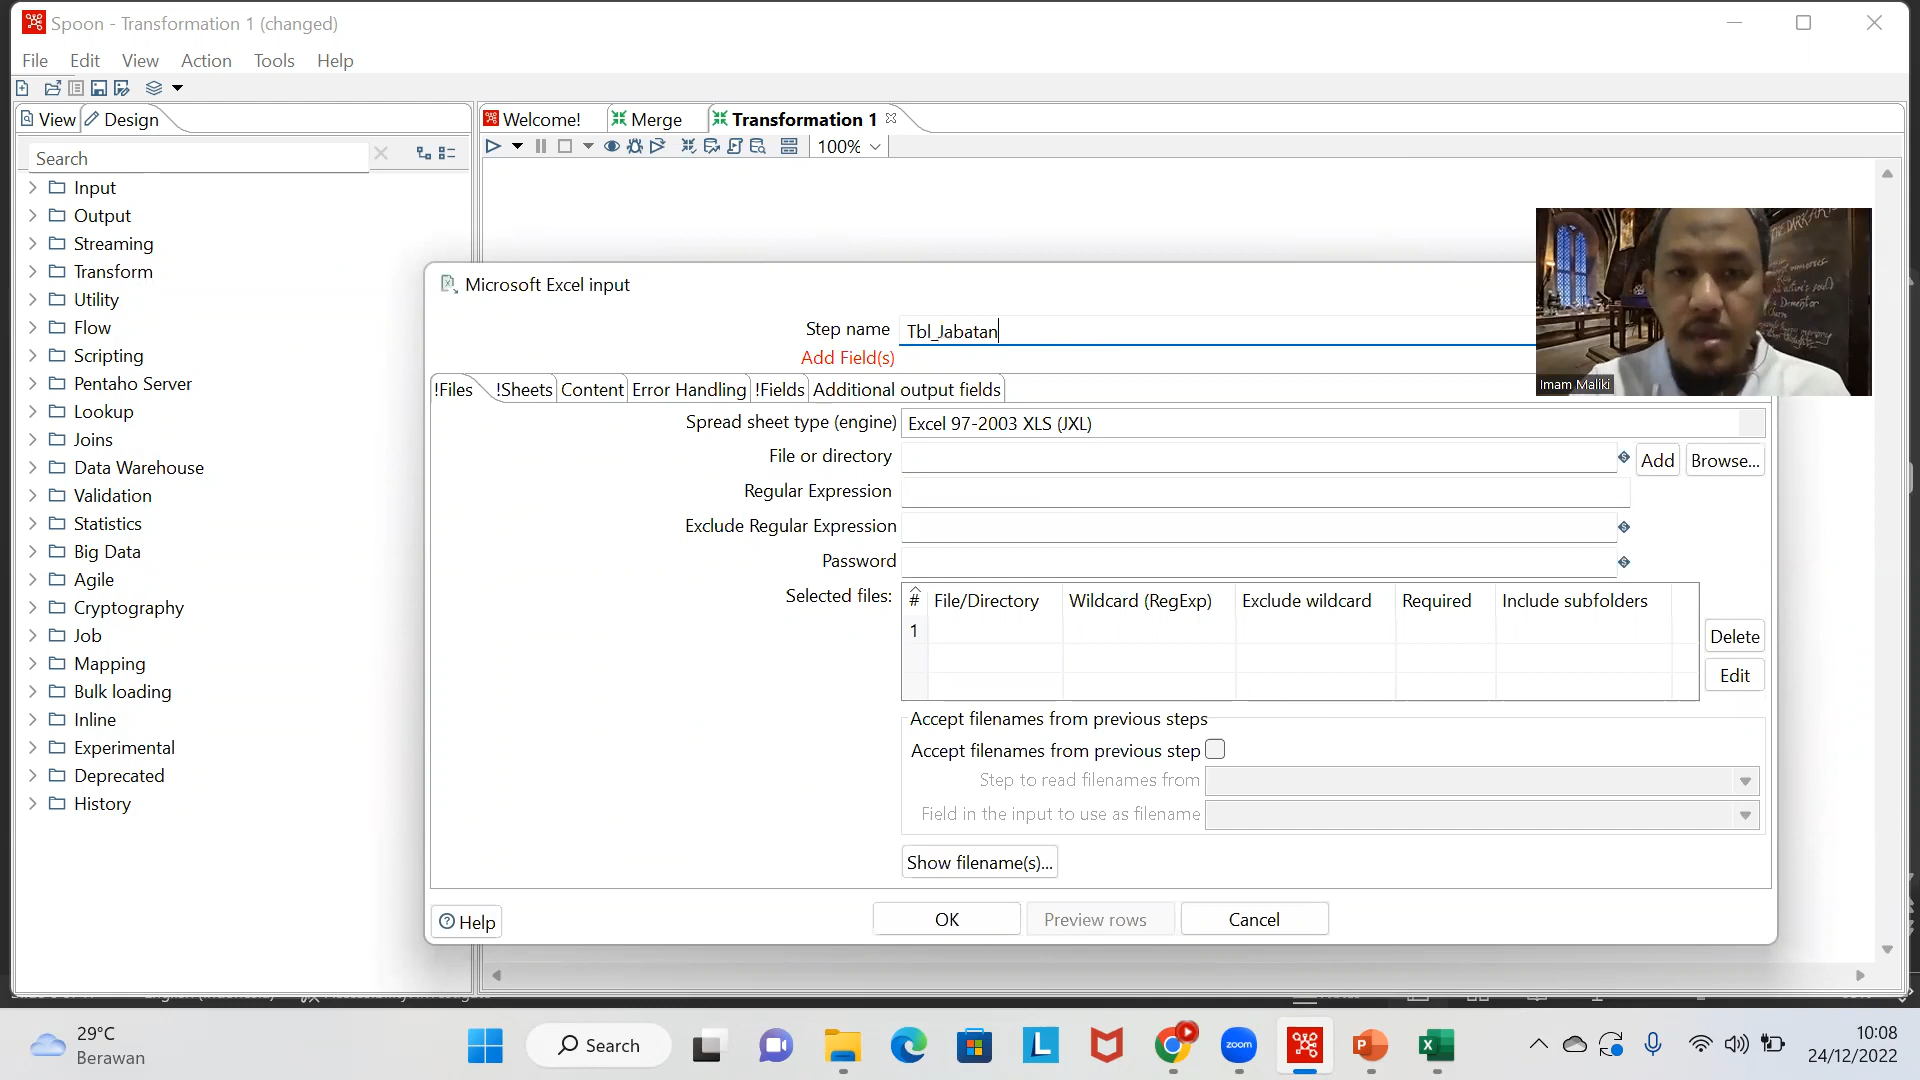 Spoon - Transformation 1 (changed)
File Edit View Action Tools Help
View Design
Welcome! Merge Transformation 1
Search
100%
Input
Output
Streaming
Transform
Utility
Flow
Scripting
Pentaho Server
Lookup
Joins
Data Warehouse
Validation
Statistics
Big Data
Agile
Cryptography
Job
Mapping
Bulk loading
Inline
Experimental
Deprecated
History
Microsoft Excel input
Step name Tbl_Jabatan
Add Field(s)
!Files !Sheets Content Error Handling !Fields Additional output fields
Spread sheet type (engine) Excel 97-2003 XLS (JXL)
File or directory Add Browse...
Regular Expression
Exclude Regular Expression
Password
Selected files: # File/Directory Wildcard (RegExp) Exclude wildcard Required Include subfolders
1
Delete
Edit
Accept filenames from previous steps
Accept filenames from previous step
Step to read filenames from
Field in the input to use as filename
Show filename(s)...
Help OK Preview rows Cancel
THE DARK ARTS
Imam Maliki
29°C
Berawan
Search
zoom
10:08
24/12/2022